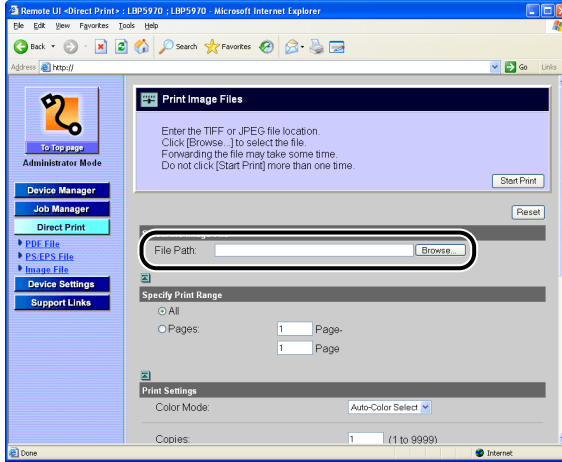 Remote UI <Direct Print> : LBP5970 ; LBP5970 - Microsoft Internet Explorer
File Edit View Favorites Tools Help
Back Search Favorites
Address http:// Go Links
To Top page
Administrator Mode
Device Manager
Job Manager
Direct Print
PDF File
PS/EPS File
Image File
Device Settings
Support Links
Print Image Files
Enter the TIFF or JPEG file location.
Click [Browse...] to select the file.
Forwarding the file may take some time.
Do not click [Start Print] more than one time.
Start Print
Reset
File Path: Browse...
Specify Print Range
All
Pages: 1 Page-
1 Page
Print Settings
Color Mode: Auto-Color Select
Copies: 1 (1 to 9999)
Done Internet